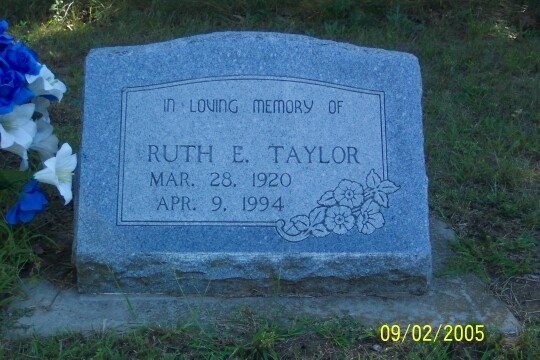 IN LOVING MEMORY OF
RUTH E. TAYLOR
MAR. 28, 1920
APR. 9, 1994
09/02/2005